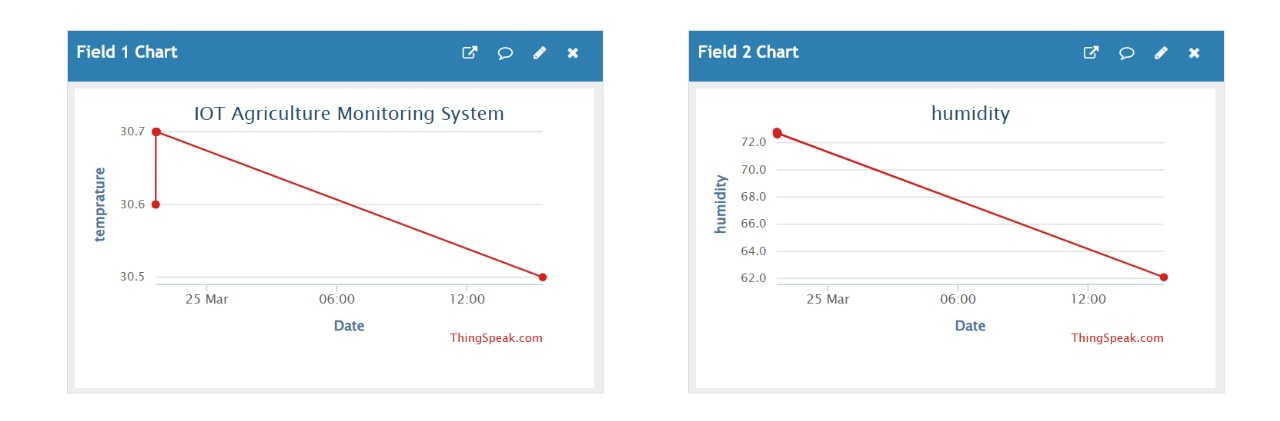 Field 1 Chart
IOT Agriculture Monitoring System
30.7
30.6
30.5
temprature
25 Mar 06:00 12:00
Date
ThingSpeak.com
Field 2 Chart
humidity
72.0
70.0
68.0
66.0
64.0
62.0
humidity
25 Mar 06:00 12:00
Date
ThingSpeak.com